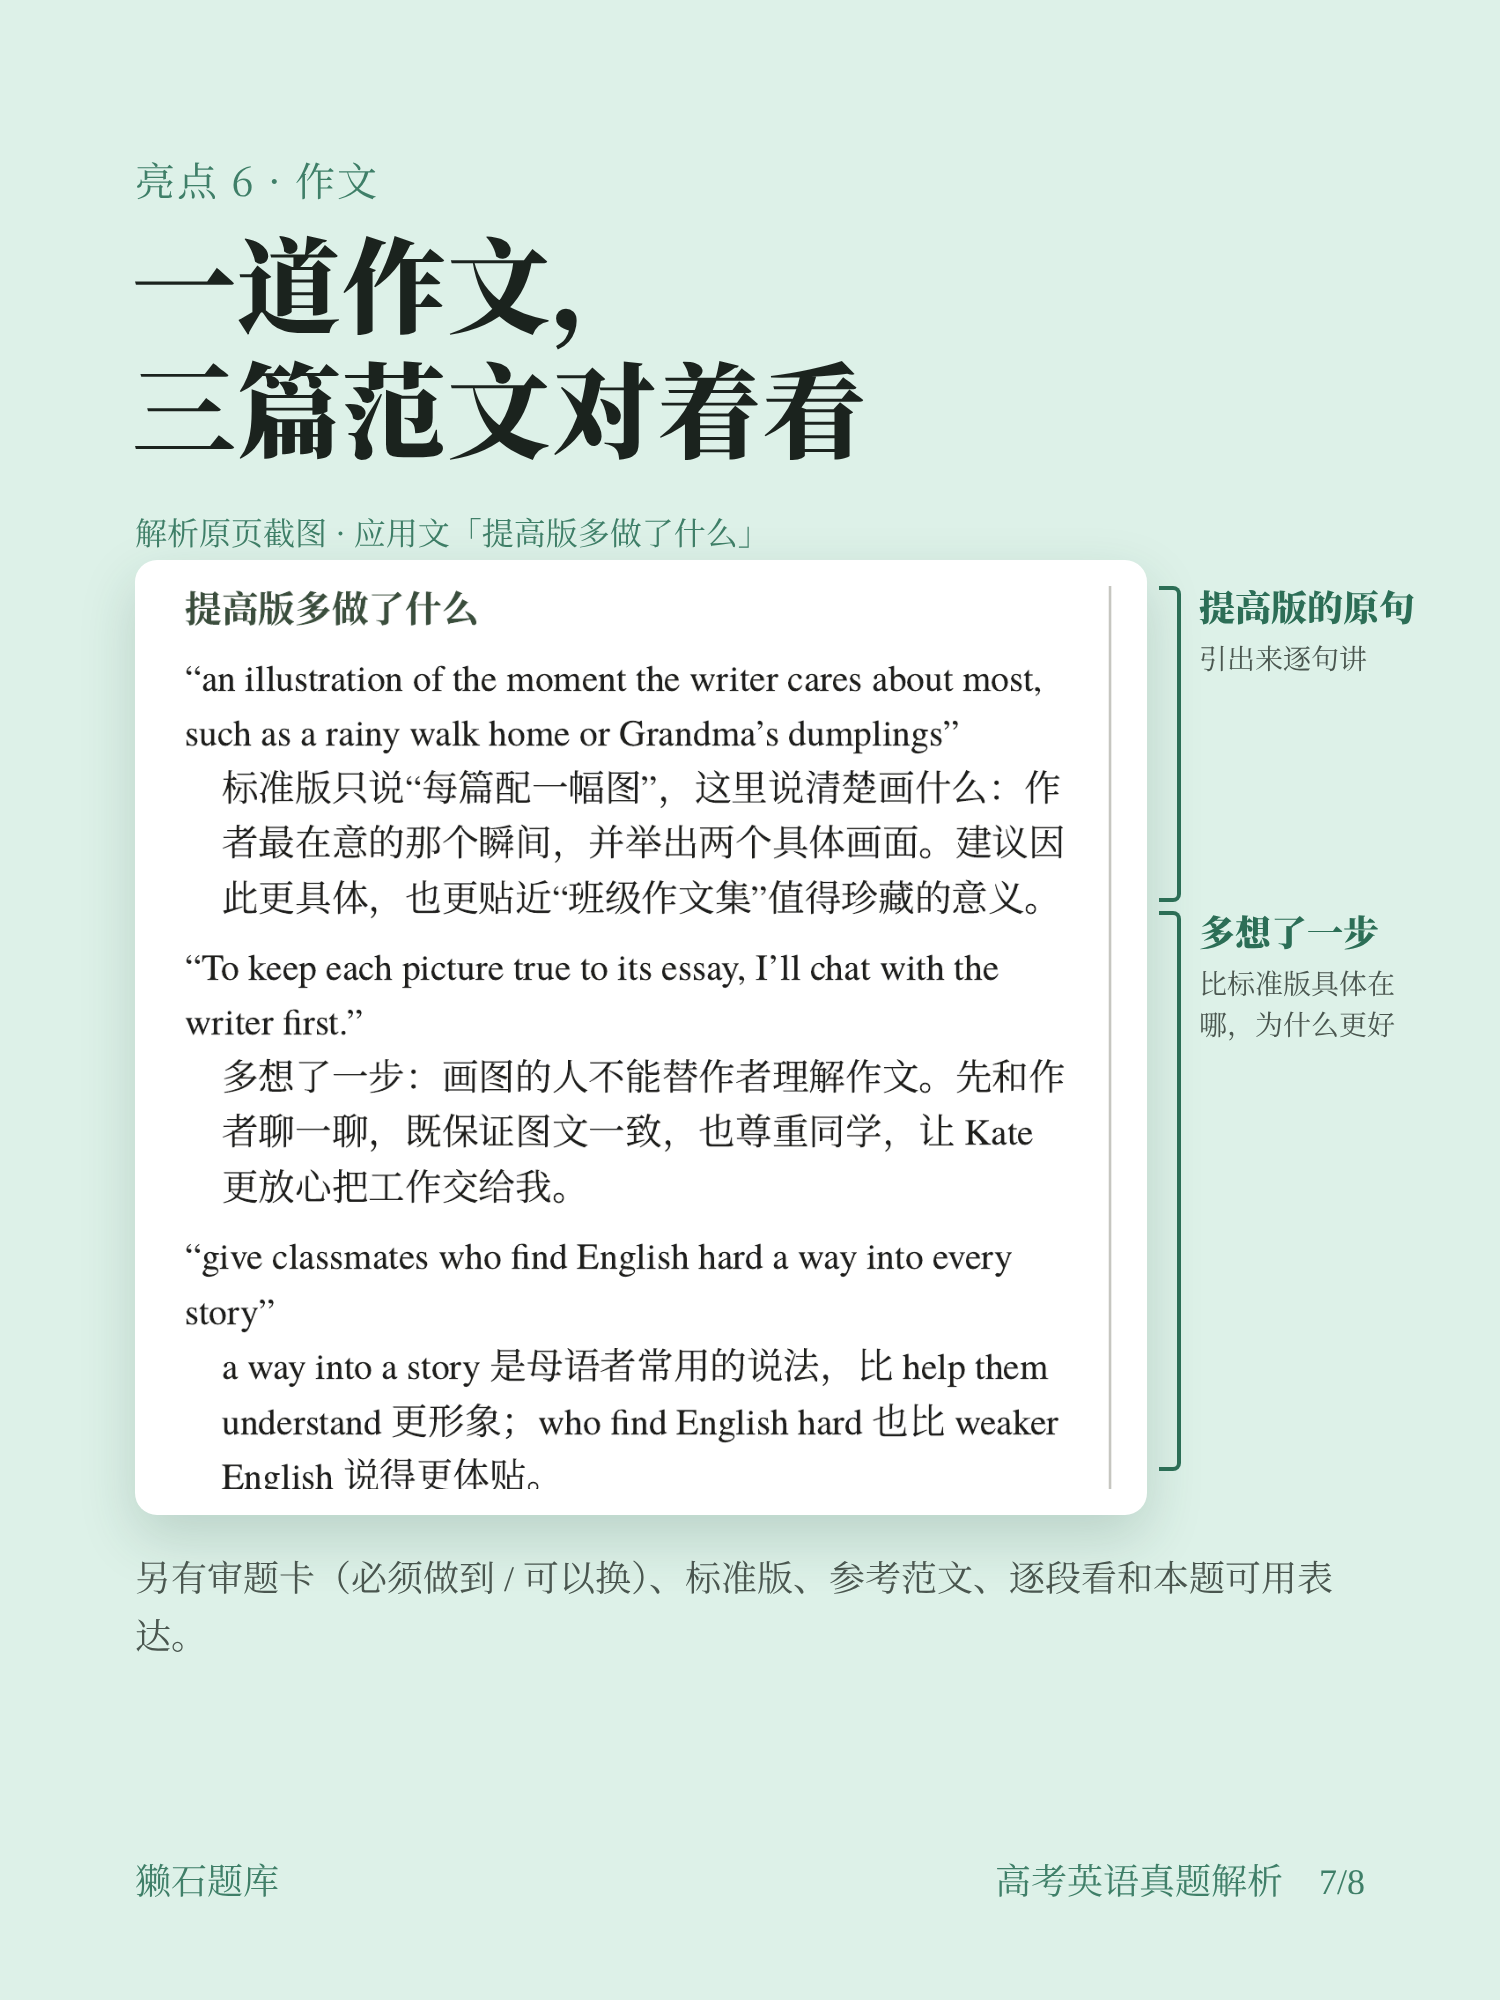 亮点 6 · 作文
一道作文，
三篇范文对着看
解析原页截图 · 应用文「提高版多做了什么」
提高版多做了什么
“an illustration of the moment the writer cares about most,
such as a rainy walk home or Grandma’s dumplings”
标准版只说“每篇配一幅图”，这里说清楚画什么：作
者最在意的那个瞬间，并举出两个具体画面。建议因
此更具体，也更贴近“班级作文集”值得珍藏的意义。
“To keep each picture true to its essay, I’ll chat with the
writer first.”
多想了一步：画图的人不能替作者理解作文。先和作
者聊一聊，既保证图文一致，也尊重同学，让 Kate
更放心把工作交给我。
“give classmates who find English hard a way into every
story”
a way into a story 是母语者常用的说法，比 help them
understand 更形象；who find English hard 也比 weaker
English 说得更体贴。
提高版的原句
引出来逐句讲
多想了一步
比标准版具体在
哪，为什么更好
另有审题卡（必须做到 / 可以换）、标准版、参考范文、逐段看和本题可用表
达。
獭石题库
高考英语真题解析 7/8